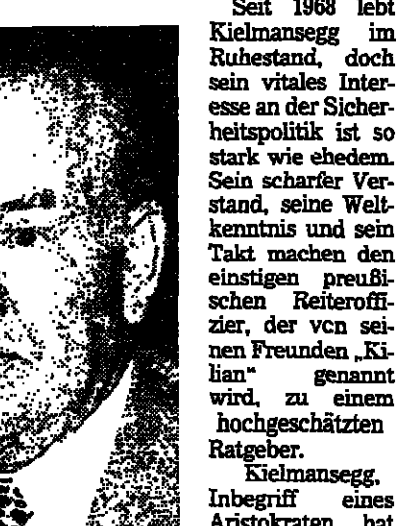 Seit 1968 lebt
Kielmansegg im
Ruhestand, doch
sein vitales Inter-
esse an der Sicher-
heitspolitik ist so
stark wie ehedem.
Sein scharfer Ver-
stand, seine Welt-
kenntnis und sein
Takt machen den
einstigen preußi-
schen Reiteroffi-
zier, der vcn sei-
nen Freunden „Ki-
lian“ genannt
wird, zu einem
hochgeschätzten
Ratgeber.
Kielmansegg,
Inbegriff eines
Aristokraten, hat